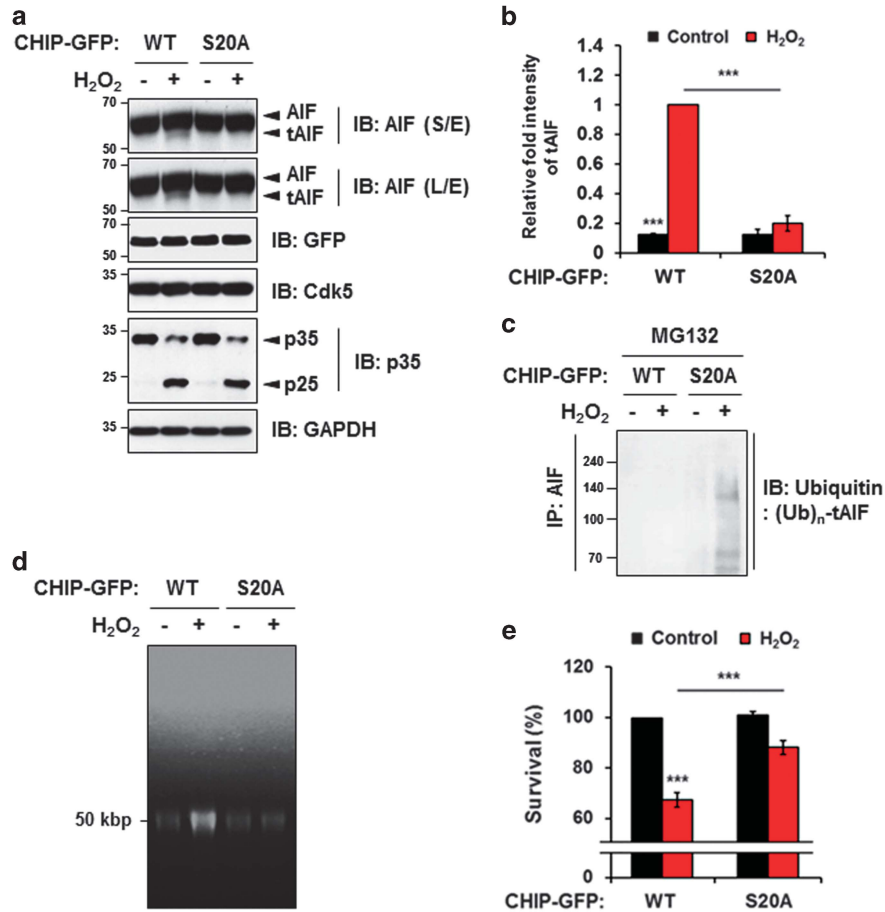 a
CHIP-GFP: WT S20A
H₂O₂ - + - +
70
50
AIF
tAIF
IB: AIF (S/E)
70
50
AIF
tAIF
IB: AIF (L/E)
70
50
IB: GFP
35
IB: Cdk5
35
25
p35
p25
IB: p35
35
IB: GAPDH
b
Control H₂O₂
Relative fold intensity
of tAIF
1.4
1.2
1
0.8
0.6
0.4
0.2
0
***
***
CHIP-GFP: WT S20A
c
MG132
CHIP-GFP: WT S20A
H₂O₂ - + - +
IP: AIF
240
140
100
70
IB: Ubiquitin
: (Ub)ₙ-tAIF
d
CHIP-GFP: WT S20A
H₂O₂ - + - +
50 kbp
e
Control H₂O₂
Survival (%)
120
100
80
60
0
***
***
CHIP-GFP: WT S20A